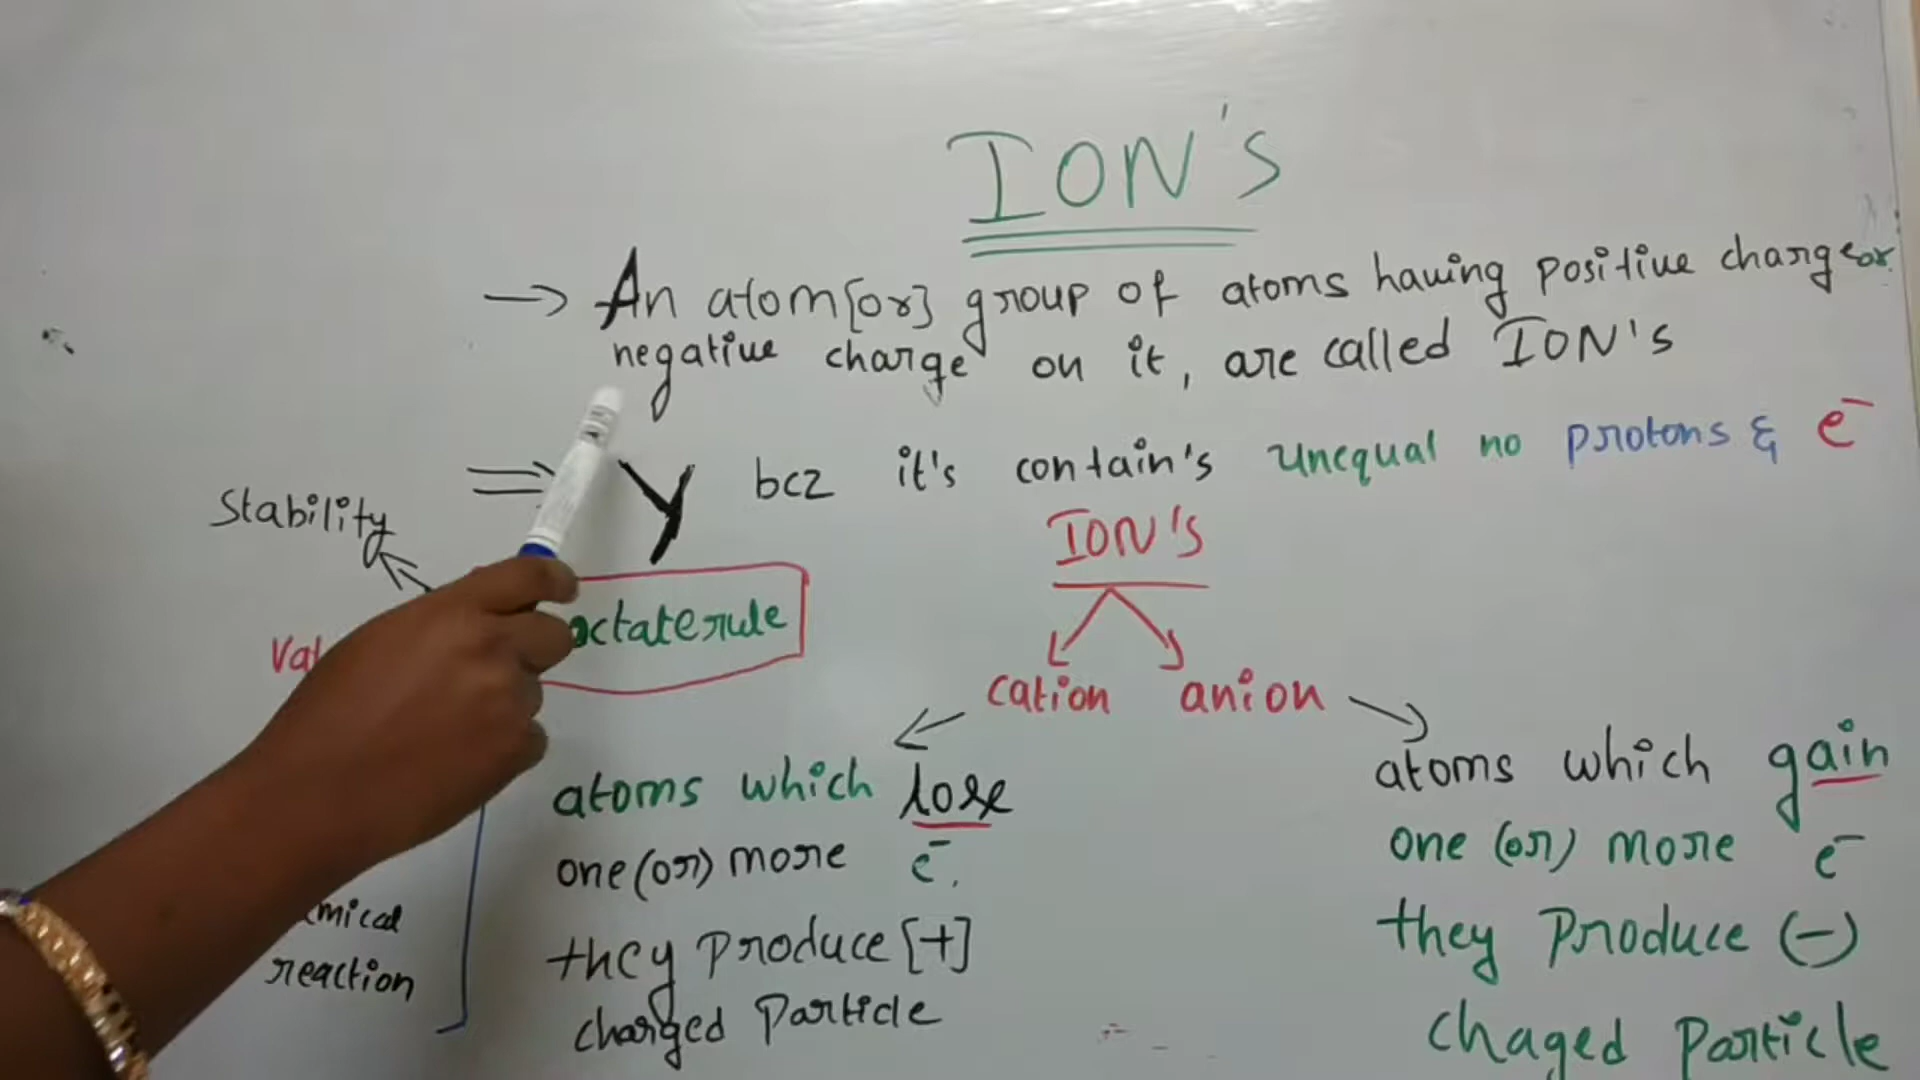 ION's
→ An atom [or] group of atoms having positive charge or
negative charge on it, are called ION's
⇒ y bcz it's contain's unequal no protons & e⁻
Stability
octaterule
ION's
cation anion
atoms which lose
one (or) more e⁻.
they produce [+]
charged particle
atoms which gain
one (or) more e⁻
they produce (-)
chaged particle
reaction